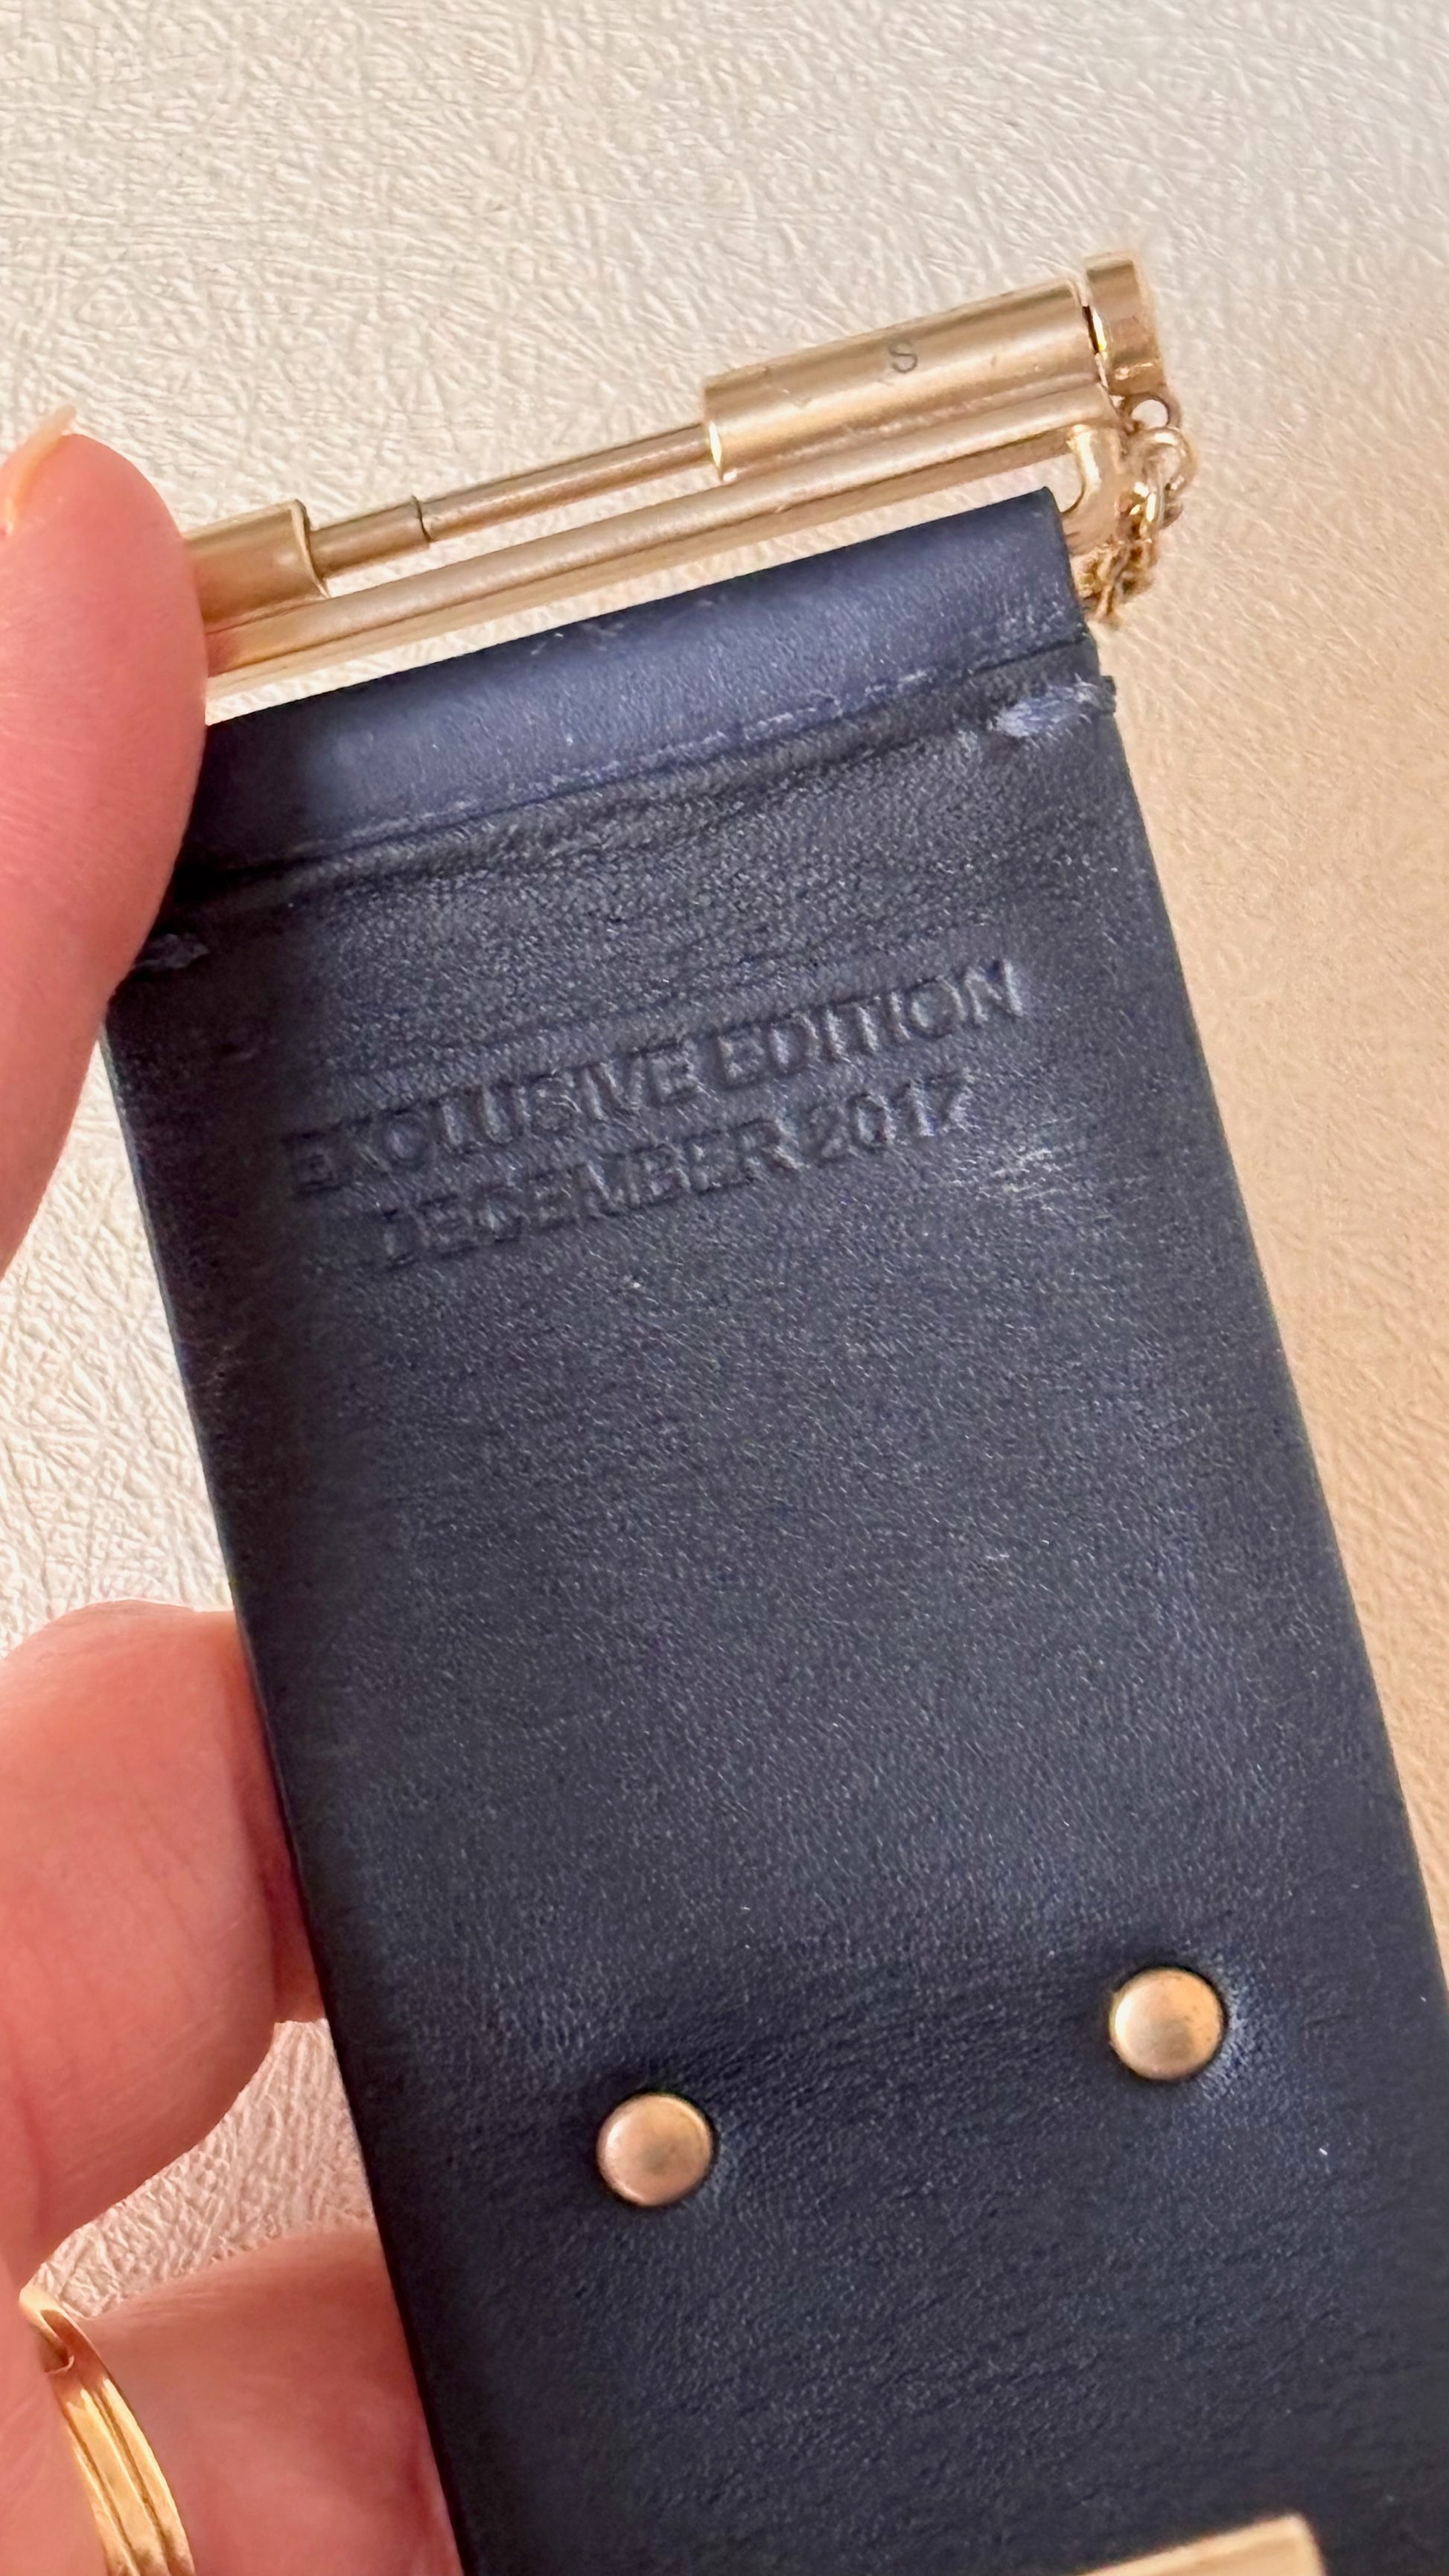 S
EXCLUSIVE EDITION
DECEMBER 2017